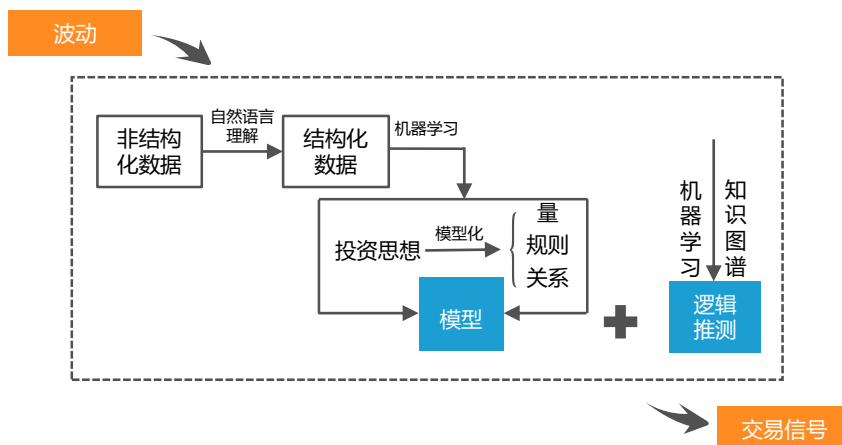 波动
非结构
化数据
自然语言
理解
结构化
数据
机器学习
投资思想
模型化
量
规则
关系
模型
机器学习
知识图谱
逻辑
推测
交易信号